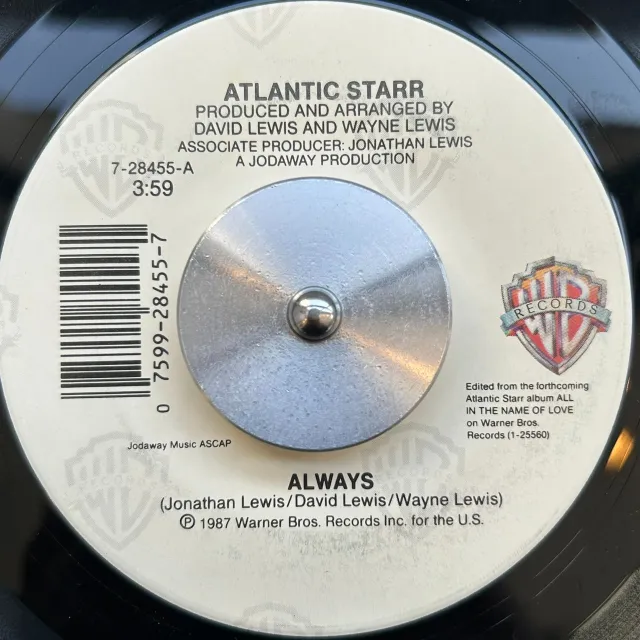 ATLANTIC STARR
PRODUCED AND ARRANGED BY
DAVID LEWIS AND WAYNE LEWIS
ASSOCIATE PRODUCER: JONATHAN LEWIS
A JODAWAY PRODUCTION
7-28455-A
3:59
0 7599-28455-7
RECORDS
Edited from the forthcoming
Atlantic Starr album ALL
IN THE NAME OF LOVE
on Warner Bros.
Records (1-25560)
Jodaway Music ASCAP
ALWAYS
(Jonathan Lewis/David Lewis/Wayne Lewis)
℗ 1987 Warner Bros. Records Inc. for the U.S.